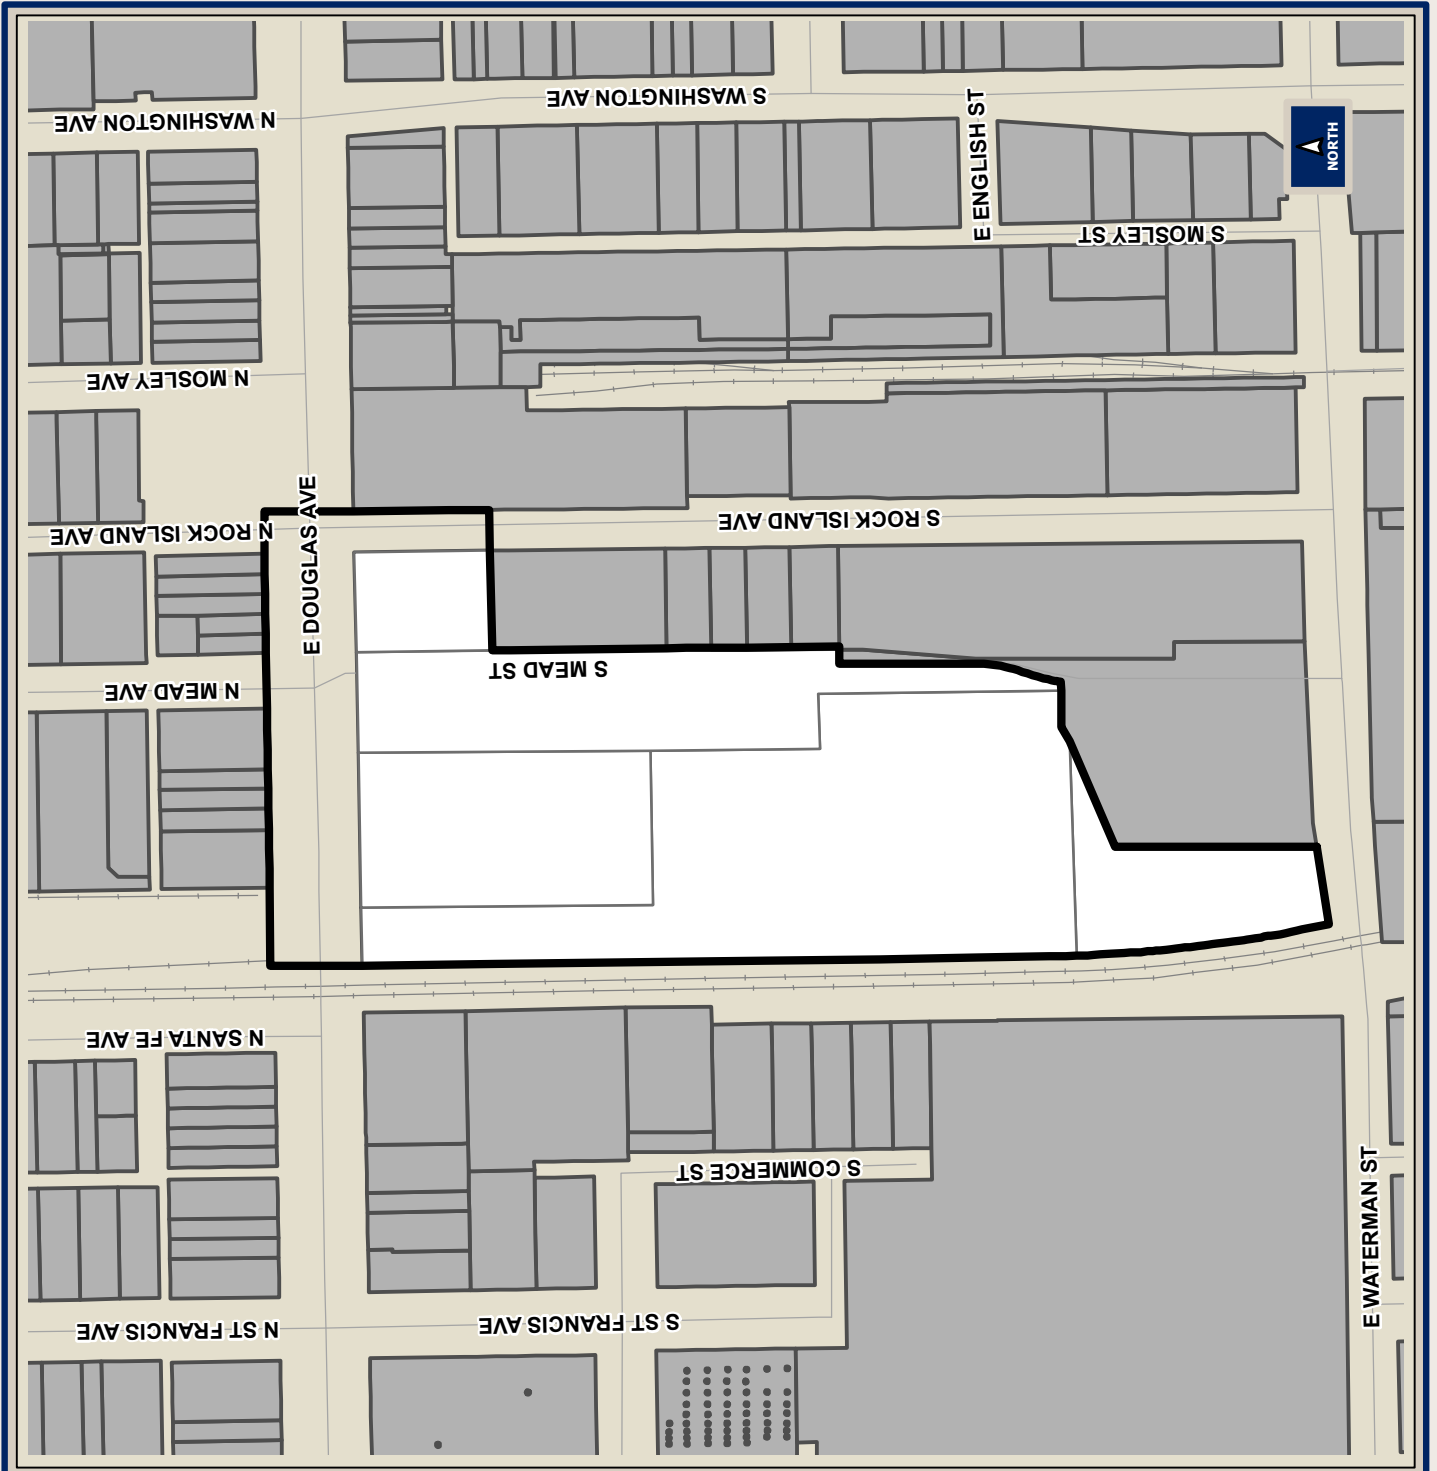 S WASHINGTON AVE
N WASHINGTON AVE
E ENGLISH ST
NORTH
S MOSLEY ST
N MOSLEY AVE
E DOUGLAS AVE
S ROCK ISLAND AVE
N ROCK ISLAND AVE
S MEAD ST
N MEAD AVE
N SANTA FE AVE
S COMMERCE ST
E WATERMAN ST
S ST FRANCIS AVE
N ST FRANCIS AVE